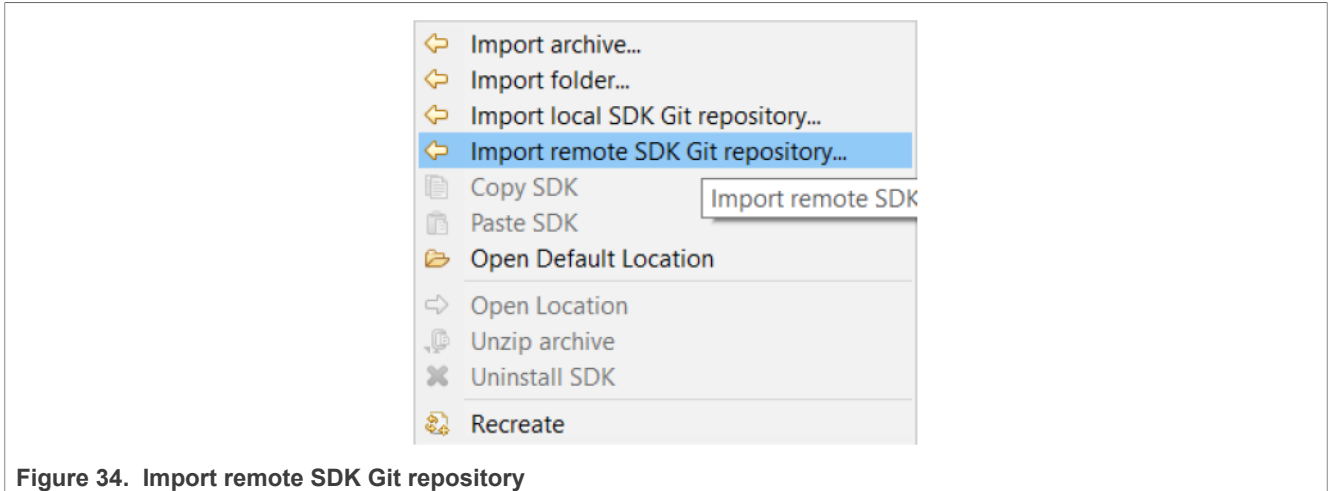 Import archive...
Import folder...
Import local SDK Git repository...
Import remote SDK Git repository...
Copy SDK
Import remote SDK
Paste SDK
Open Default Location
Open Location
Unzip archive
Uninstall SDK
Recreate
Figure 34. Import remote SDK Git repository